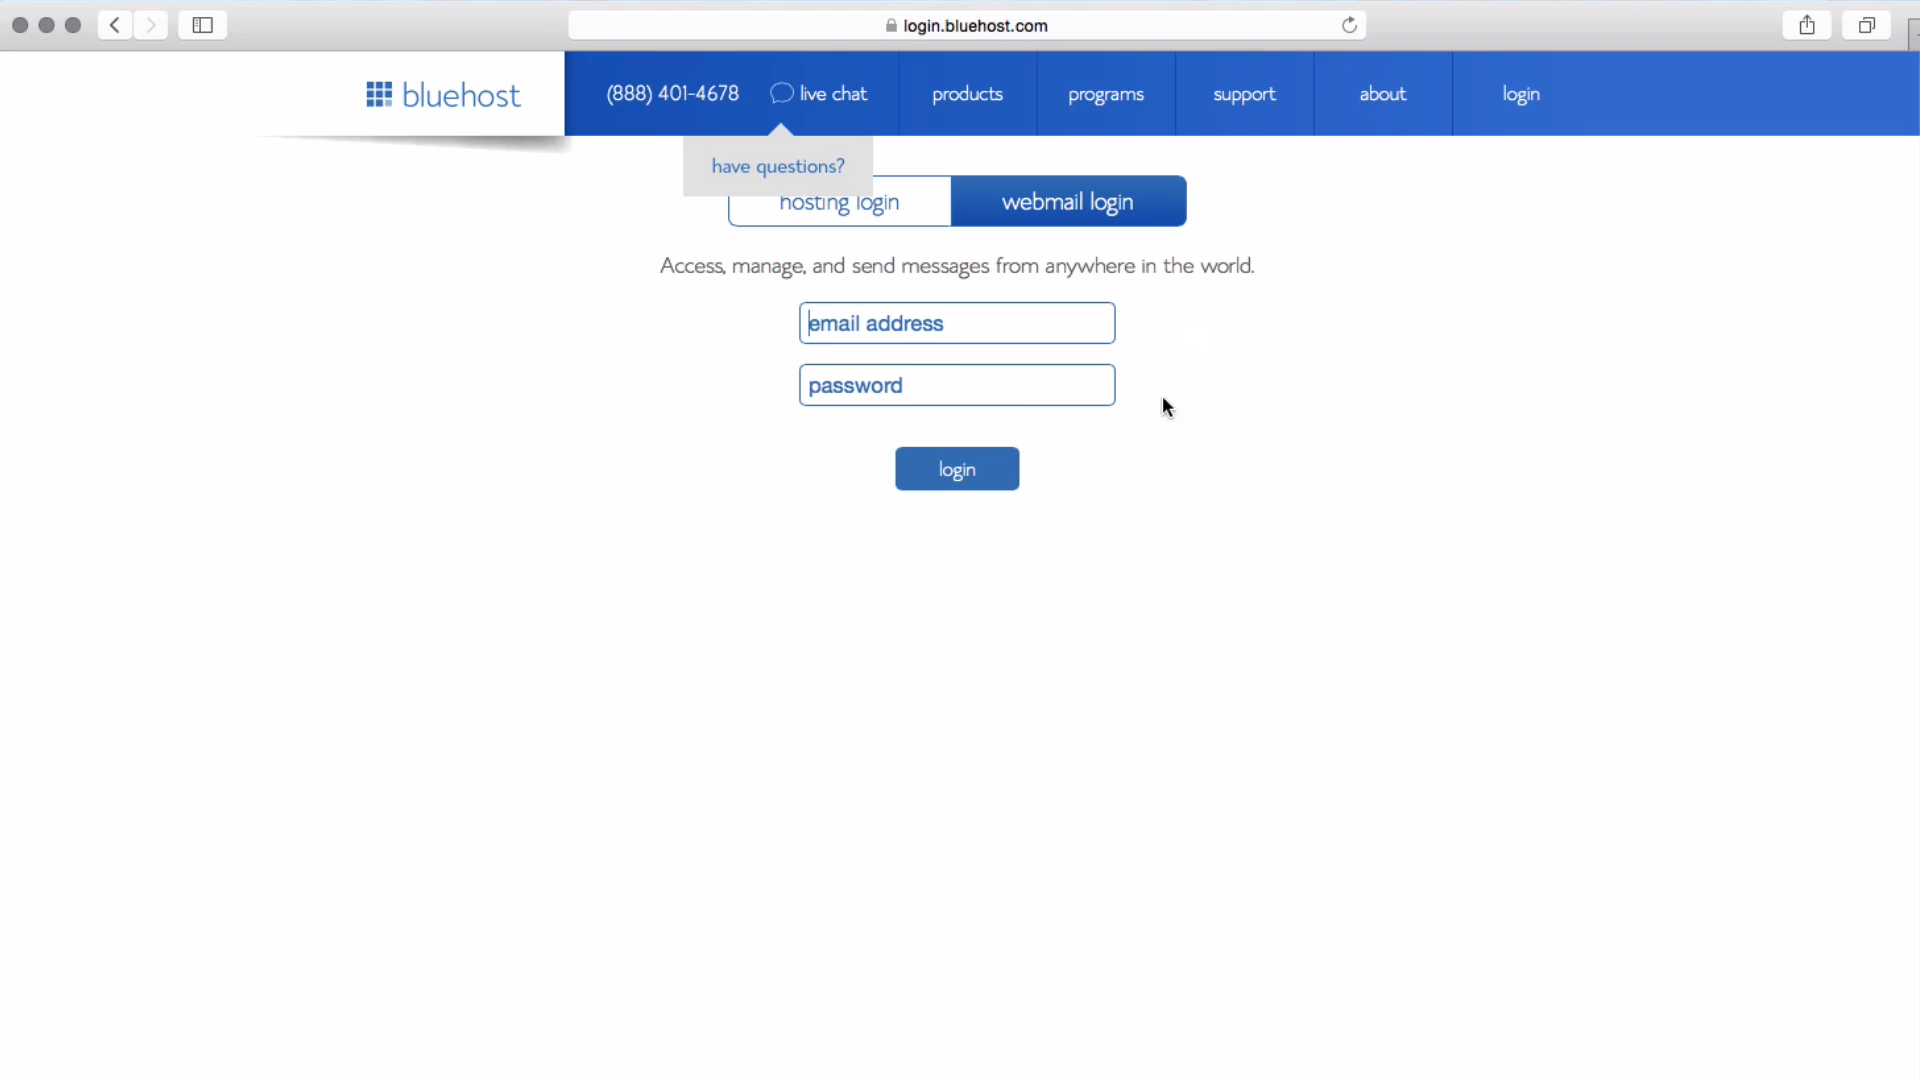 login.bluehost.com
bluehost
(888) 401-4678
live chat
products
programs
support
about
login
have questions?
hosting login
webmail login
Access, manage, and send messages from anywhere in the world.
email address
password
login